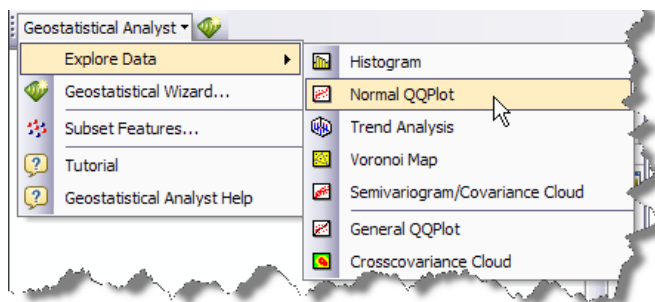 Geostatistical Analyst
Explore Data
Geostatistical Wizard...
Subset Features...
Tutorial
Geostatistical Analyst Help
Histogram
Normal QQPlot
Trend Analysis
Voronoi Map
Semivariogram/Covariance Cloud
General QQPlot
Crosscovariance Cloud